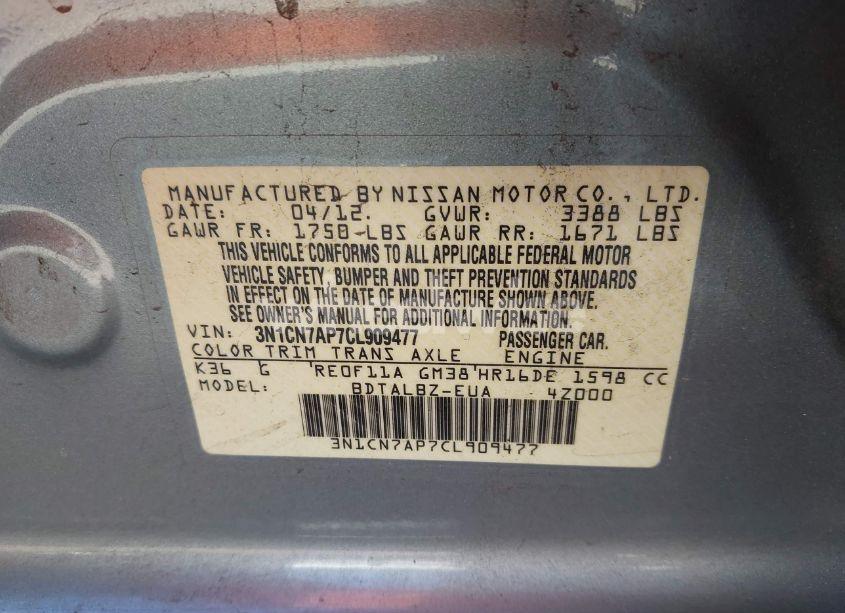 MANUFACTURED BY NISSAN MOTOR CO., LTD.
DATE: 04/12. GVWR: 3388 LBS
GAWR FR: 1750 LBS GAWR RR: 1671 LBS
THIS VEHICLE CONFORMS TO ALL APPLICABLE FEDERAL MOTOR
VEHICLE SAFETY, BUMPER AND THEFT PREVENTION STANDARDS
IN EFFECT ON THE DATE OF MANUFACTURE SHOWN ABOVE.
SEE OWNER'S MANUAL FOR ADDITIONAL INFORMATION.
VIN: 3N1CN7AP7CL909477 PASSENGER CAR.
COLOR TRIM TRANS AXLE ENGINE
K36 G RE0F11A GM38 HR16DE 1598 CC
MODEL: BDTALBZ-EUA 4Z000
3N1CN7AP7CL909477